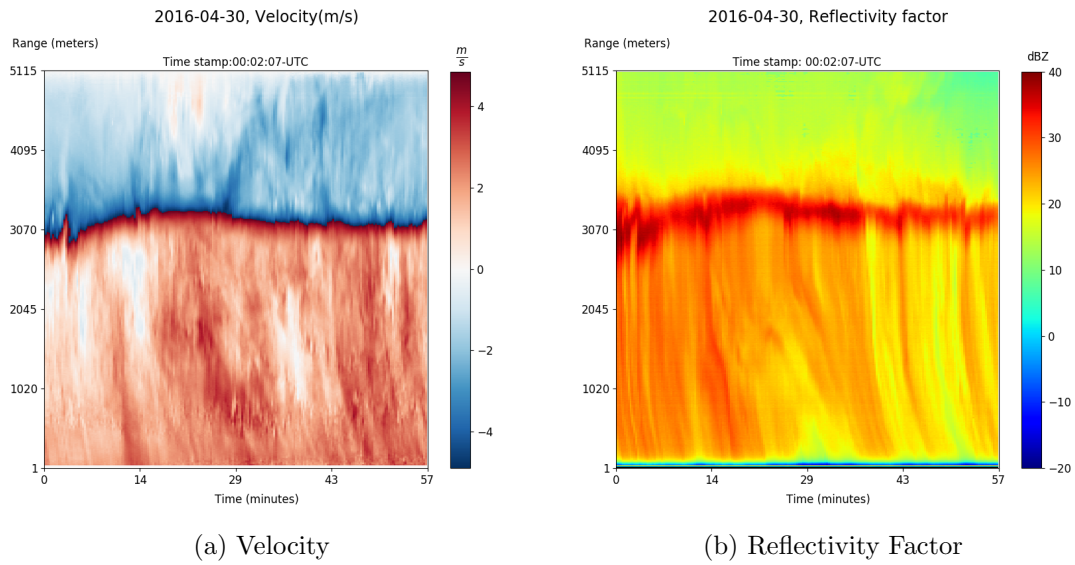 2016-04-30, Velocity(m/s)
Range (meters)
Time stamp:00:02:07-UTC
m
s
5115
4095
3070
2045
1020
1
0
14
29
43
57
Time (minutes)
4
2
0
−2
−4
(a) Velocity
2016-04-30, Reflectivity factor
Range (meters)
Time stamp: 00:02:07-UTC
dBZ
5115
4095
3070
2045
1020
1
0
14
29
43
57
Time (minutes)
40
30
20
10
0
−10
−20
(b) Reflectivity Factor